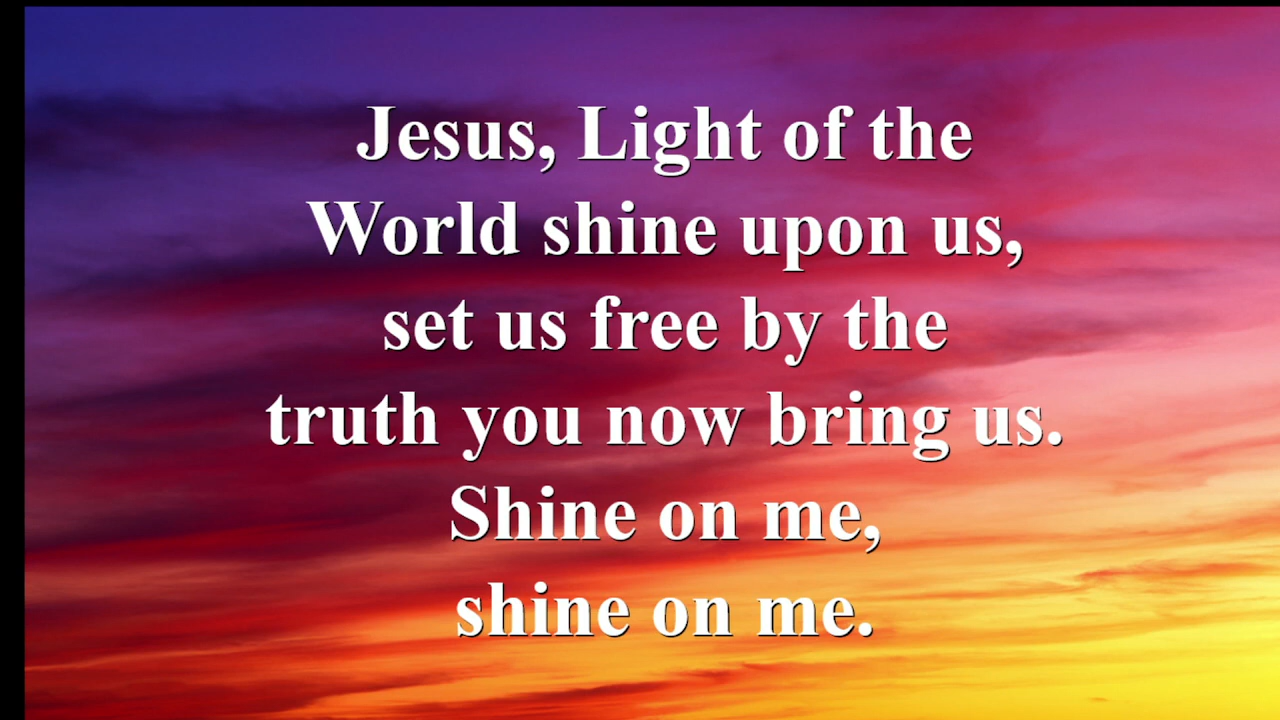 Jesus, Light of the
World shine upon us,
set us free by the
truth you now bring us.
Shine on me,
shine on me.